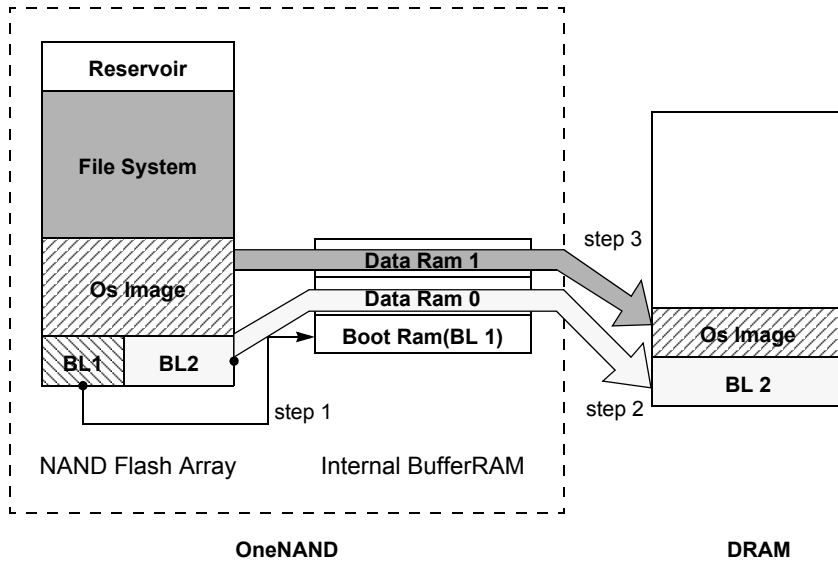 Reservoir
File System
step 3
Data Ram 1
Os Image
Data Ram 0
Os Image
Boot Ram(BL 1)
BL1
BL2
BL 2
step 1
step 2
NAND Flash Array
Internal BufferRAM
OneNAND
DRAM